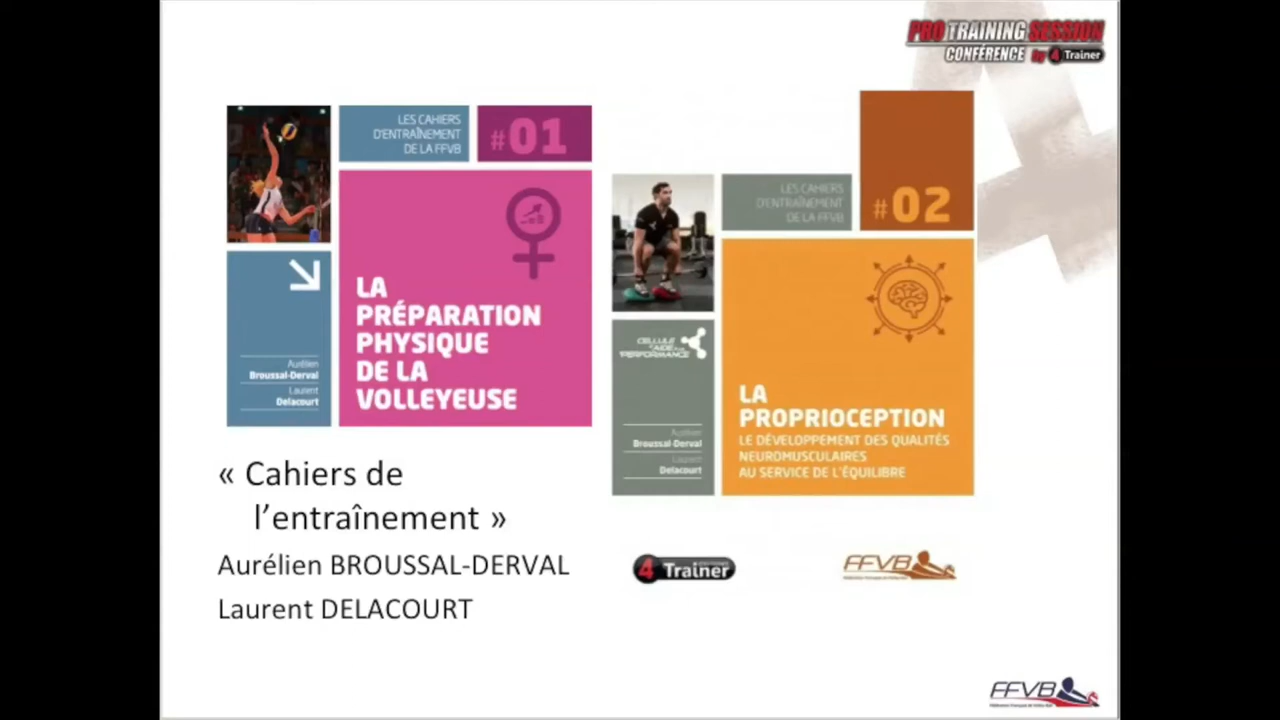 PRO TRAINING SESSION
CONFÉRENCE by 4 Trainer
LES CAHIERS
D'ENTRAÎNEMENT
DE LA FFVB
#01
LA
PRÉPARATION
PHYSIQUE
DE LA
VOLLEYEUSE
Aurélien
Broussal-Derval
Laurent
Delacourt
LES CAHIERS
D'ENTRAÎNEMENT
DE LA FFVB
#02
CELLULE
D'AIDE À LA
PERFORMANCE
LA
PROPRIOCEPTION
LE DÉVELOPPEMENT DES QUALITÉS
NEUROMUSCULAIRES
AU SERVICE DE L'ÉQUILIBRE
Aurélien
Broussal-Derval
Laurent
Delacourt
« Cahiers de
l'entraînement »
Aurélien BROUSSAL-DERVAL
Laurent DELACOURT
4 Trainer
FFVB
FFVB